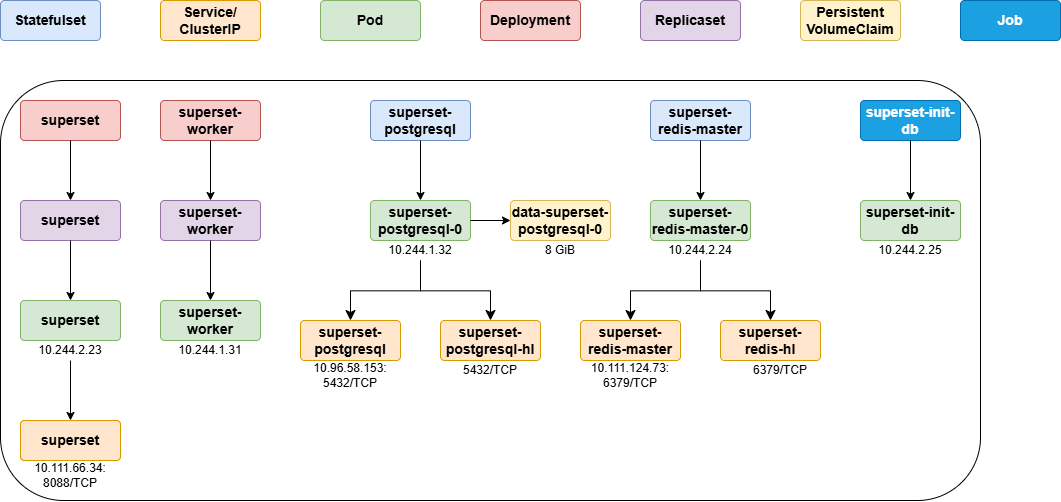 Statefulset
Service/
ClusterIP
Pod
Deployment
Replicaset
Persistent
VolumeClaim
Job
superset
superset-
worker
superset-
postgresql
superset-
redis-master
superset-init-
db
superset
superset-
worker
superset-
postgresql-0
10.244.1.32
data-superset-
postgresql-0
8 GiB
superset-
redis-master-0
10.244.2.24
superset-init-
db
10.244.2.25
superset
10.244.2.23
superset-
worker
10.244.1.31
superset-
postgresql
10.96.58.153:
5432/TCP
superset-
postgresql-hl
5432/TCP
superset-
redis-master
10.111.124.73:
6379/TCP
superset-
redis-hl
6379/TCP
superset
10.111.66.34:
8088/TCP